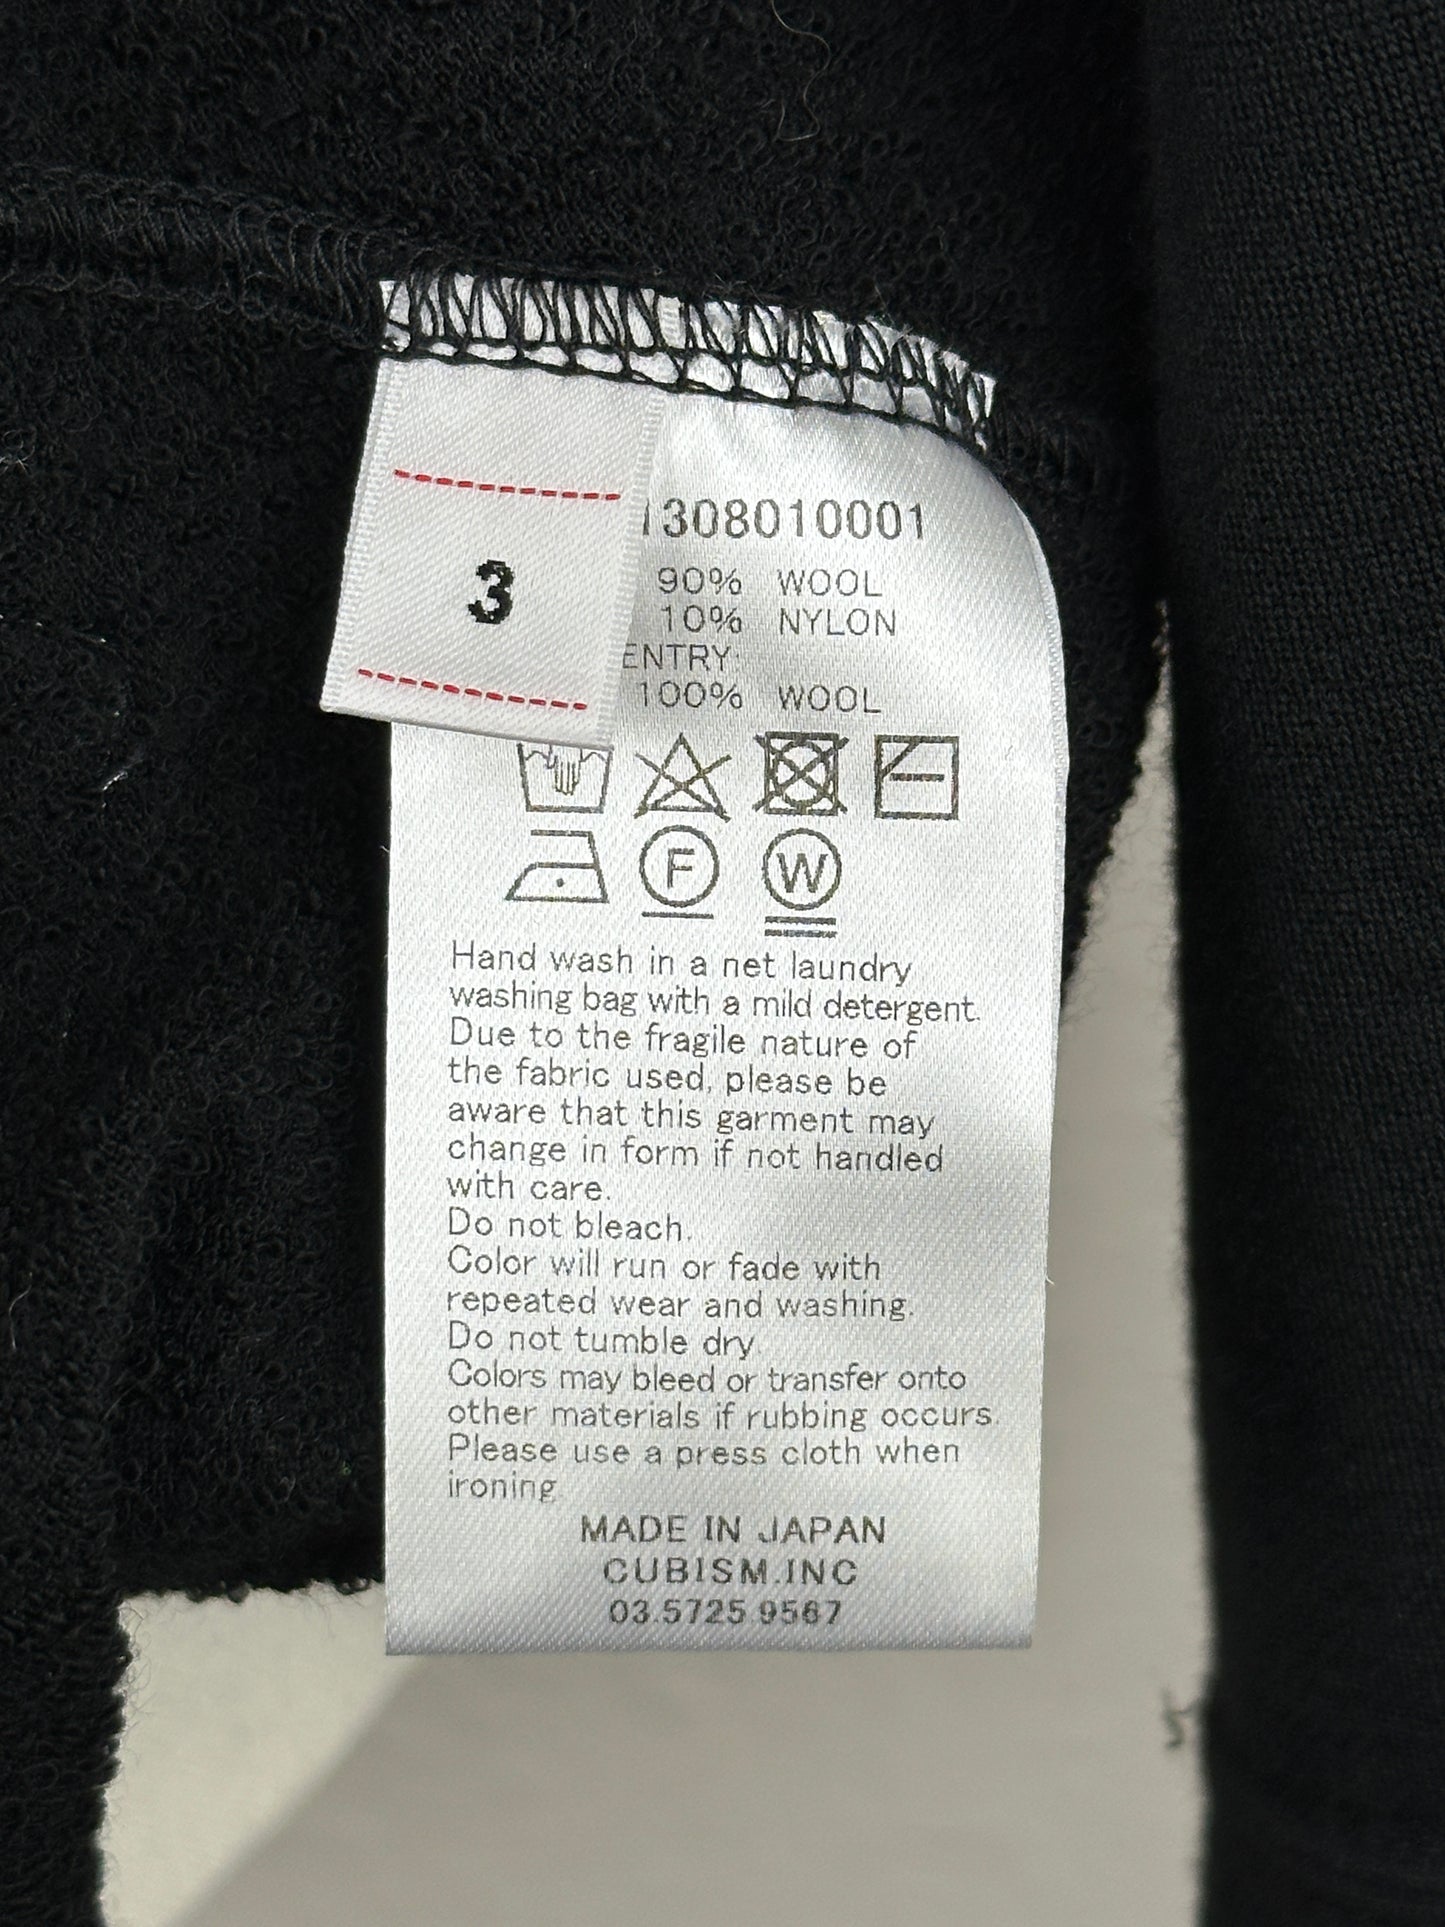 3
1308010001
90% WOOL
10% NYLON
ENTRY:
100% WOOL
F W
Hand wash in a net laundry
washing bag with a mild detergent.
Due to the fragile nature of
the fabric used, please be
aware that this garment may
change in form if not handled
with care.
Do not bleach.
Color will run or fade with
repeated wear and washing.
Do not tumble dry.
Colors may bleed or transfer onto
other materials if rubbing occurs.
Please use a press cloth when
ironing.
MADE IN JAPAN
CUBISM.INC
03.5725.9567